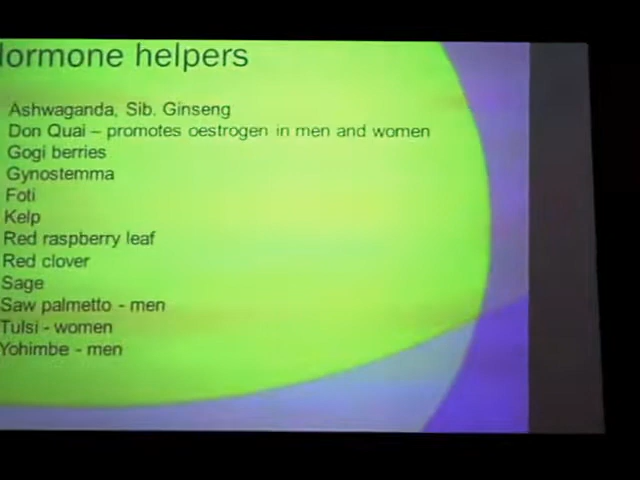 ormone helpers
Ashwaganda, Sib. Ginseng
Don Quai – promotes oestrogen in men and women
Gogi berries
Gynostemma
Foti
Kelp
Red raspberry leaf
Red clover
Sage
Saw palmetto - men
Tulsi - women
Yohimbe - men